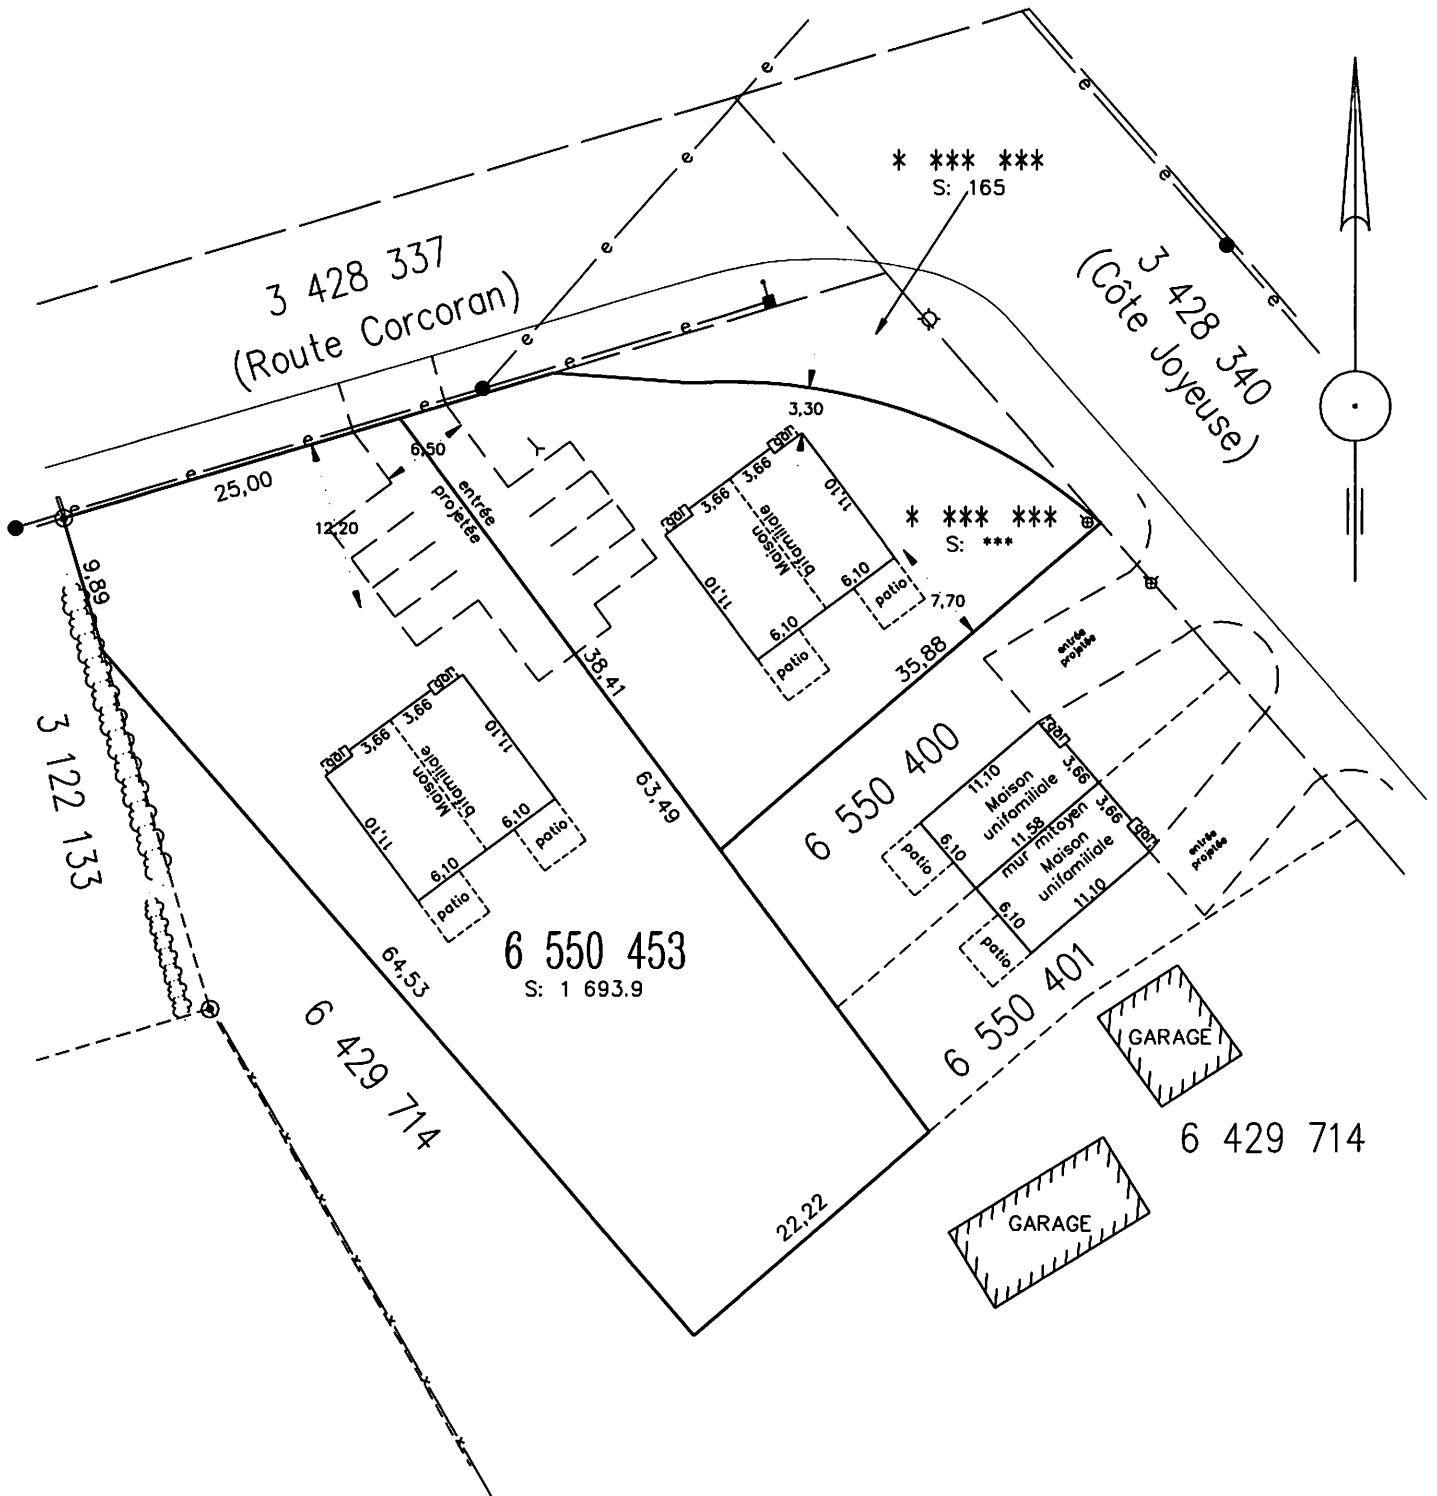 e
e
e
* *** ***
S: 165
e
e
3 428 337
(Route Corcoran)
3 428 340
(Côte Joyeuse)
e
e
e
e
e
e
e
e
e
25,00
6,50
12,20
entrée
projetée
3,30
gal.
3,66
3,66
gal.
11,10
Maison
bifamiliale
11,10
6,10
6,10
patio
patio
7,70
* *** ***
S: ***
9,89
38,41
35,88
entrée
projetée
3 122 133
gal.
3,66
3,66
gal.
11,10
Maison
bifamiliale
11,10
6,10
6,10
patio
patio
63,49
6 550 400
gal.
11,10
3,66
Maison
unifamiliale
11,58
mur mitoyen
3,66
gal.
Maison
unifamiliale
6,10
patio
11,10
6,10
patio
entrée
projetée
6 550 453
S: 1 693.9
64,53
6 429 714
6 550 401
GARAGE
6 429 714
GARAGE
22,22